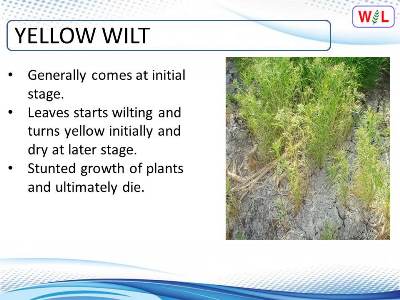 W L
YELLOW WILT
• Generally comes at initial
stage.
• Leaves starts wilting and
turns yellow initially and
dry at later stage.
• Stunted growth of plants
and ultimately die.